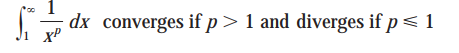 ∫₁^∞ 1/x^p dx converges if p > 1 and diverges if p ≤ 1